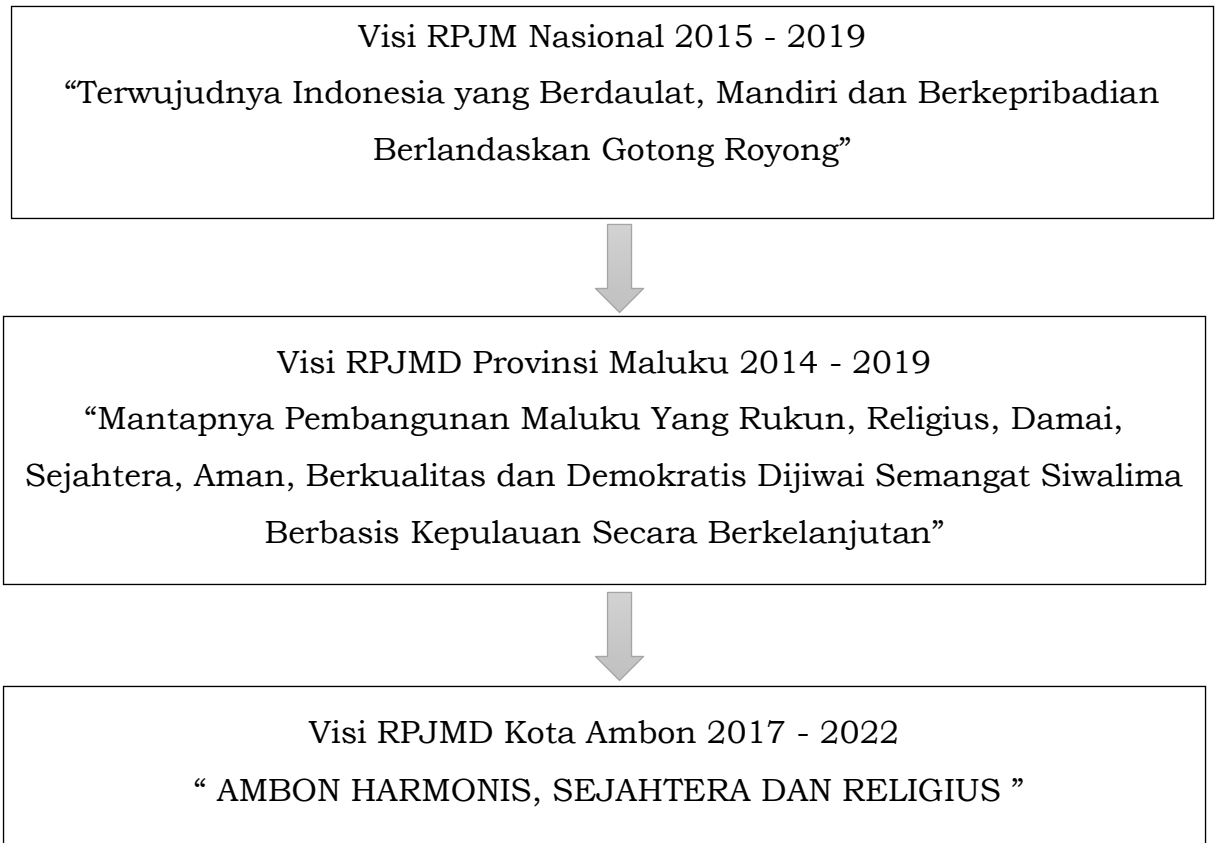 Visi RPJM Nasional 2015 - 2019
“Terwujudnya Indonesia yang Berdaulat, Mandiri dan Berkepribadian
Berlandaskan Gotong Royong”
Visi RPJMD Provinsi Maluku 2014 - 2019
“Mantapnya Pembangunan Maluku Yang Rukun, Religius, Damai,
Sejahtera, Aman, Berkualitas dan Demokratis Dijiwai Semangat Siwalima
Berbasis Kepulauan Secara Berkelanjutan”
Visi RPJMD Kota Ambon 2017 - 2022
“ AMBON HARMONIS, SEJAHTERA DAN RELIGIUS ”